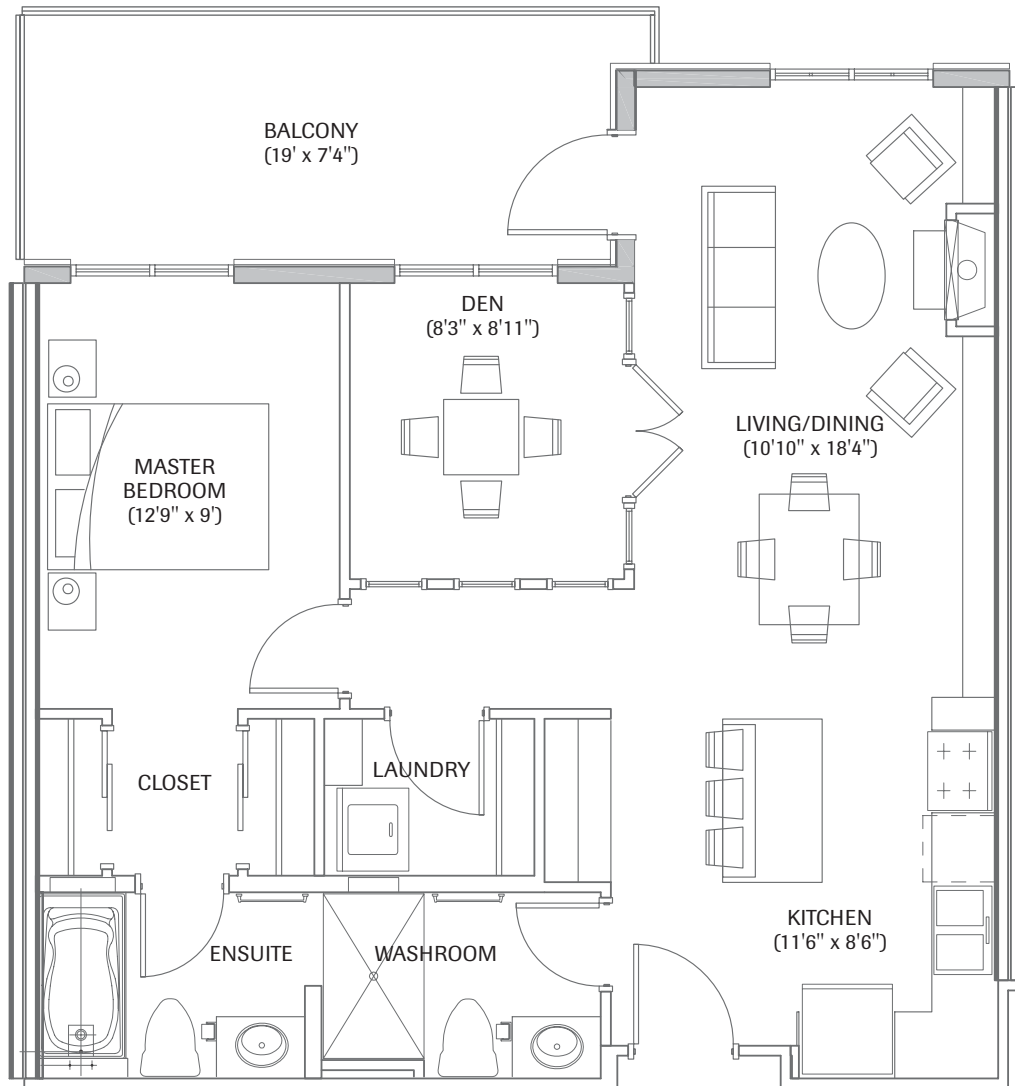 BALCONY
(19' x 7'4")
DEN
(8'3" x 8'11")
LIVING/DINING
(10'10" x 18'4")
MASTER
BEDROOM
(12'9" x 9')
CLOSET
LAUNDRY
KITCHEN
(11'6" x 8'6")
ENSUITE
WASHROOM